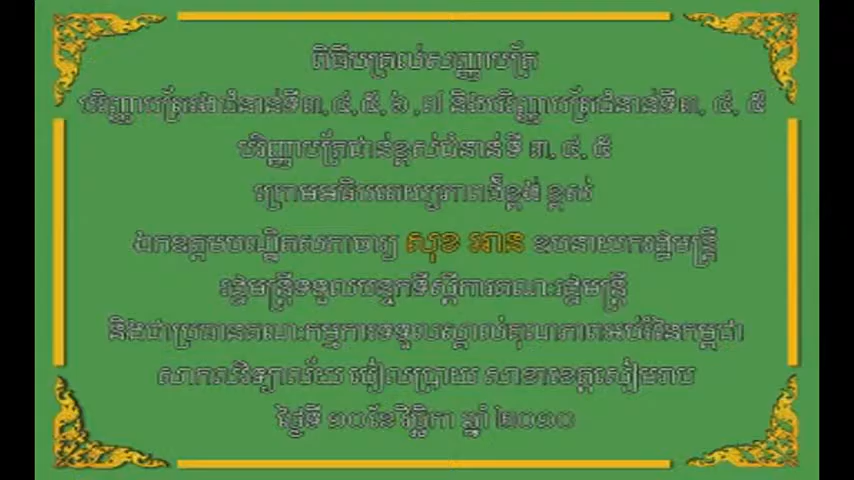 ពិធីប្រគល់សញ្ញាបត្រ
បរិញ្ញាបត្ររងជំនាន់ទី៣, ៤, ៥, ៦ ,៧ និងបរិញ្ញាបត្រជំនាន់ទី៣, ៤, ៥
បរិញ្ញាបត្រជាន់ខ្ពស់ជំនាន់ទី ៣, ៤, ៥
ក្រោមអធិបតេយ្យភាពដ៏ខ្ពង់ ខ្ពស់
ឯកឧត្តមបណ្ឌិតសភាចារ្យ សុខ អាន ឧបនាយករដ្ឋមន្ត្រី
រដ្ឋមន្ត្រីទទួលបន្ទុកទីស្តីការគណៈរដ្ឋមន្ត្រី
និងជាប្រធានគណៈកម្មការទទួលស្គាល់គុណភាពអប់រំនៃកម្ពុជា
សាកលវិទ្យាល័យ ជៀលប្រាយ សាខាខេត្តសៀមរាប
ថ្ងៃទី ១០ខែវិច្ឆិកា ឆ្នាំ ២០១០